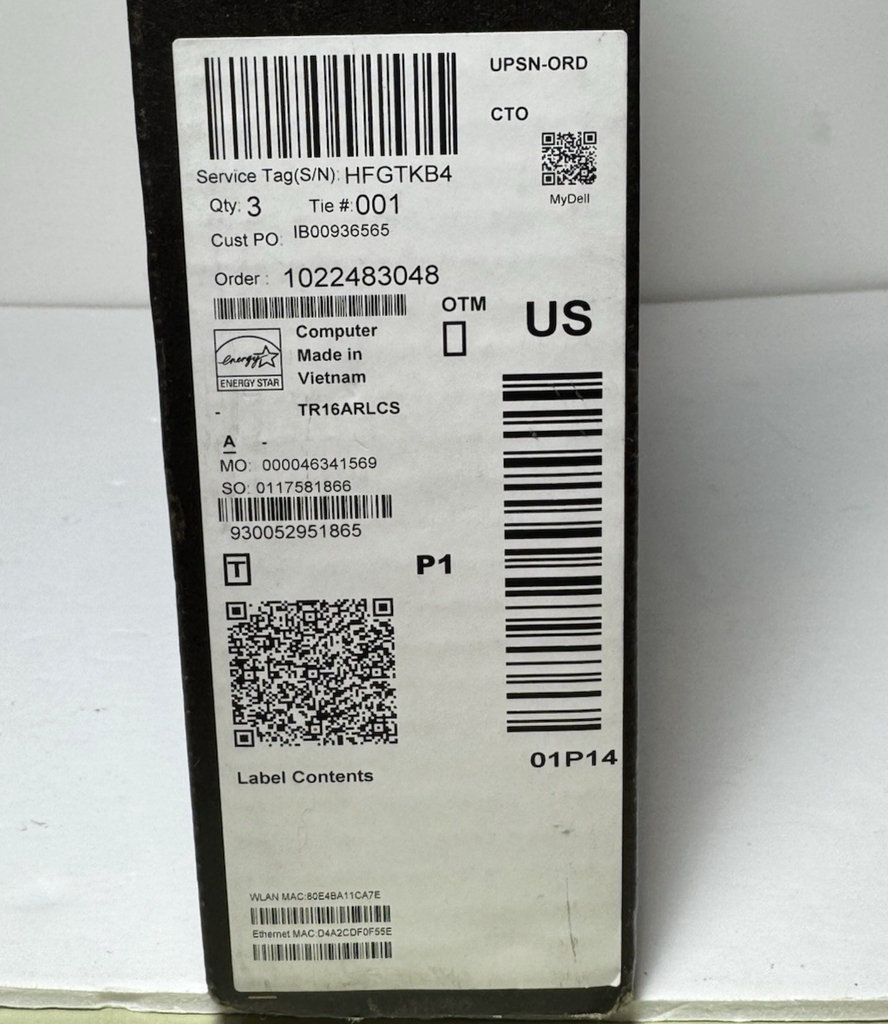 UPSN-ORD
CTO
Service Tag(S/N): HFGTKB4
MyDell
Qty: 3 Tie #: 001
Cust PO: IB00936565
Order : 1022483048
OTM
US
energy
ENERGY STAR
Computer
Made in
Vietnam
- TR16ARLCS
A -
MO: 000046341569
SO: 0117581866
930052951865
T
P1
01P14
Label Contents
WLAN MAC:80E4BA11CA7E
Ethernet MAC:D4A2CDF0F55E